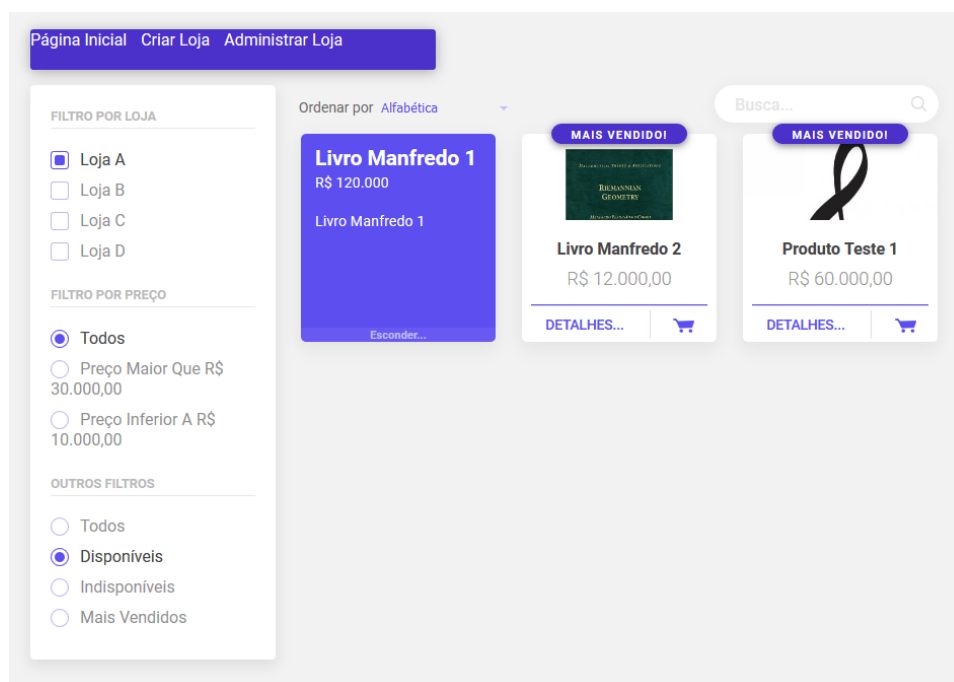 Página Inicial Criar Loja Administrar Loja
FILTRO POR LOJA
Loja A
Loja B
Loja C
Loja D
FILTRO POR PREÇO
Todos
Preço Maior Que R$
30.000,00
Preço Inferior A R$
10.000,00
OUTROS FILTROS
Todos
Disponíveis
Indisponíveis
Mais Vendidos
Ordenar por Alfabética
Busca...
Livro Manfredo 1
R$ 120.000
Livro Manfredo 1
Esconder...
MAIS VENDIDO!
RIEMANNIAN
GEOMETRY
Livro Manfredo 2
R$ 12.000,00
DETALHES...
MAIS VENDIDO!
Produto Teste 1
R$ 60.000,00
DETALHES...